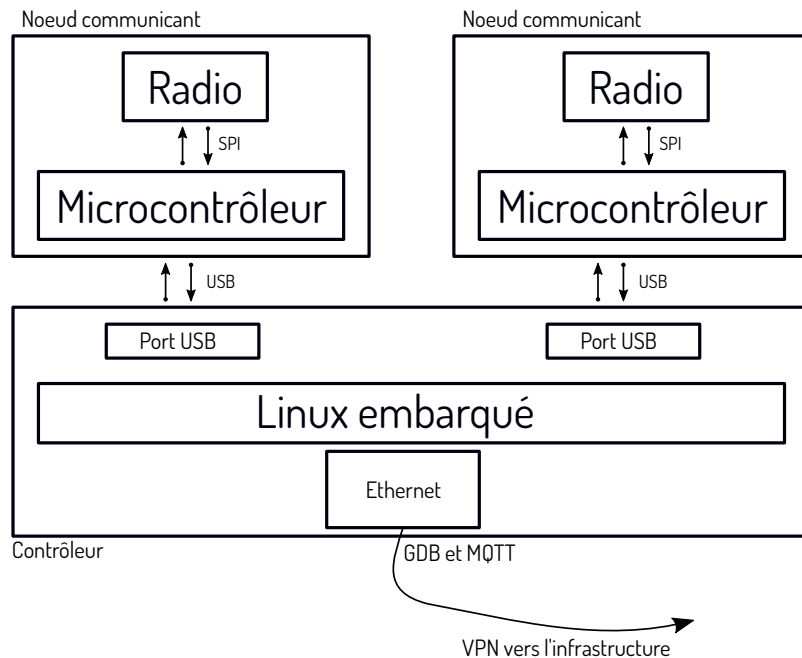 Noeud communicant
Noeud communicant
Radio
Radio
SPI
SPI
Microcontrôleur
Microcontrôleur
USB
USB
Port USB
Port USB
Linux embarqué
Ethernet
Contrôleur
GDB et MQTT
VPN vers l'infrastructure